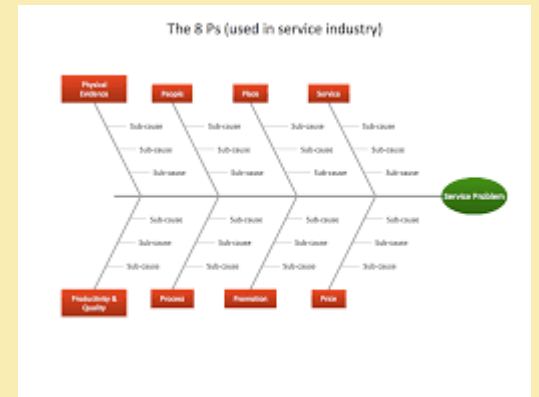 The 8 Ps (used in service industry)
Physical
Evidence
People
Place
Service
Sub-cause
Sub-cause
Sub-cause
Sub-cause
Sub-cause
Sub-cause
Sub-cause
Sub-cause
Sub-cause
Sub-cause
Sub-cause
Sub-cause
Service Problem
Sub-cause
Sub-cause
Sub-cause
Sub-cause
Sub-cause
Sub-cause
Sub-cause
Sub-cause
Sub-cause
Sub-cause
Sub-cause
Sub-cause
Productivity &
Quality
Process
Promotion
Price